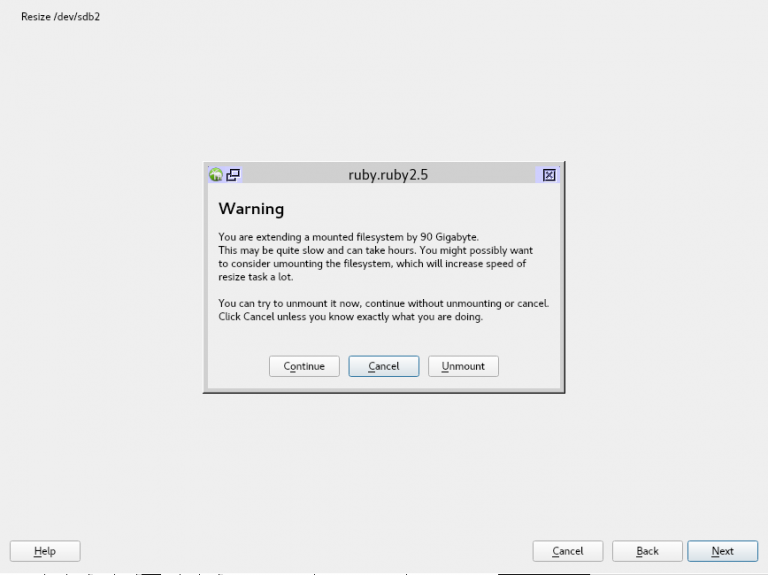 Resize /dev/sdb2
ruby.ruby2.5
Warning
You are extending a mounted filesystem by 90 Gigabyte.
This may be quite slow and can take hours. You might possibly want
to consider umounting the filesystem, which will increase speed of
resize task a lot.
You can try to unmount it now, continue without unmounting or cancel.
Click Cancel unless you know exactly what you are doing.
Continue Cancel Unmount
Help Cancel Back Next